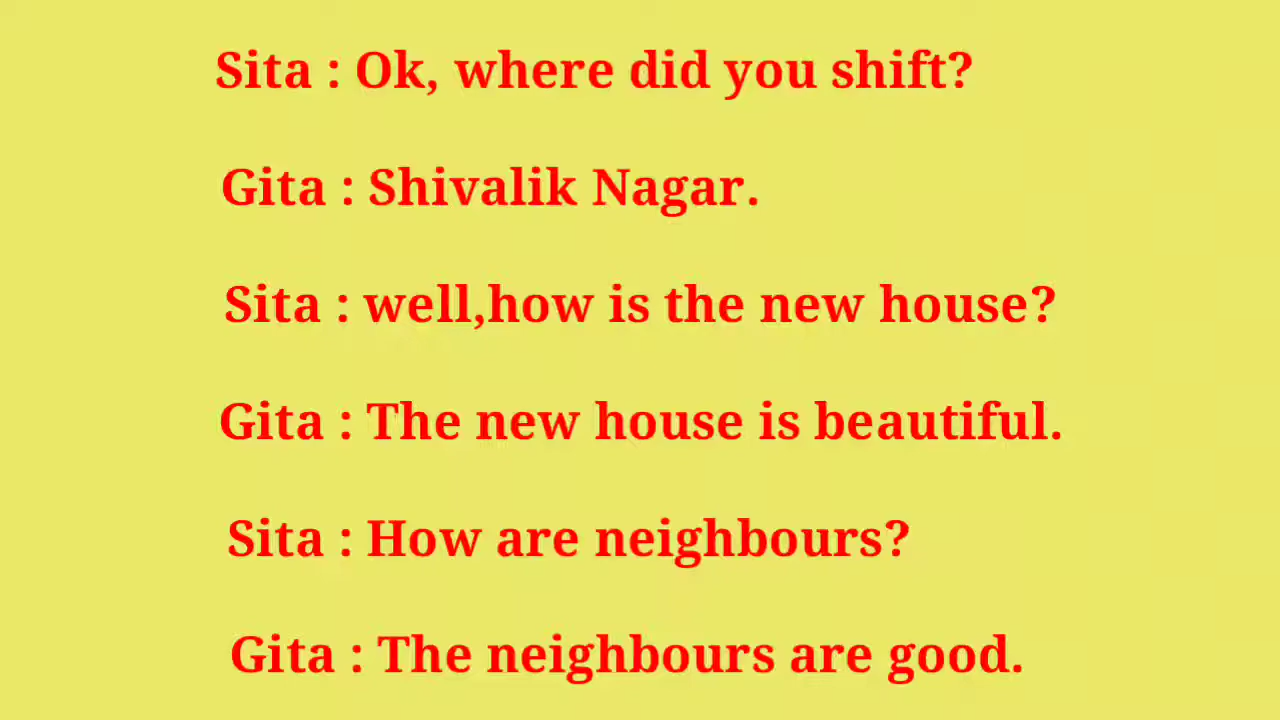 Sita : Ok, where did you shift?
Gita : Shivalik Nagar.
Sita : well,how is the new house?
Gita : The new house is beautiful.
Sita : How are neighbours?
Gita : The neighbours are good.